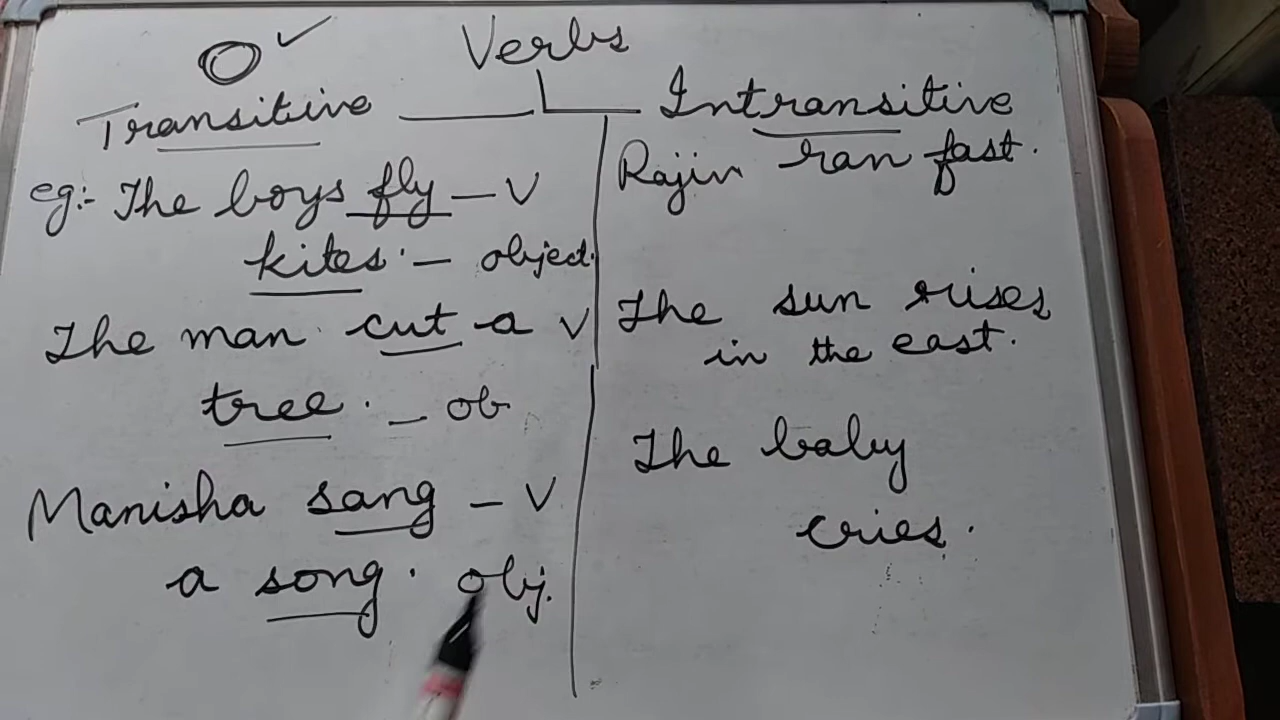 O ✓ Verbs
Transitive
eg:- The boys fly - V
kites. - object.
The man cut a V
tree. - ob
Manisha sang - V
a song. obj.
Intransitive
Rajiv ran fast.
The sun rises
in the east.
The baby
cries.